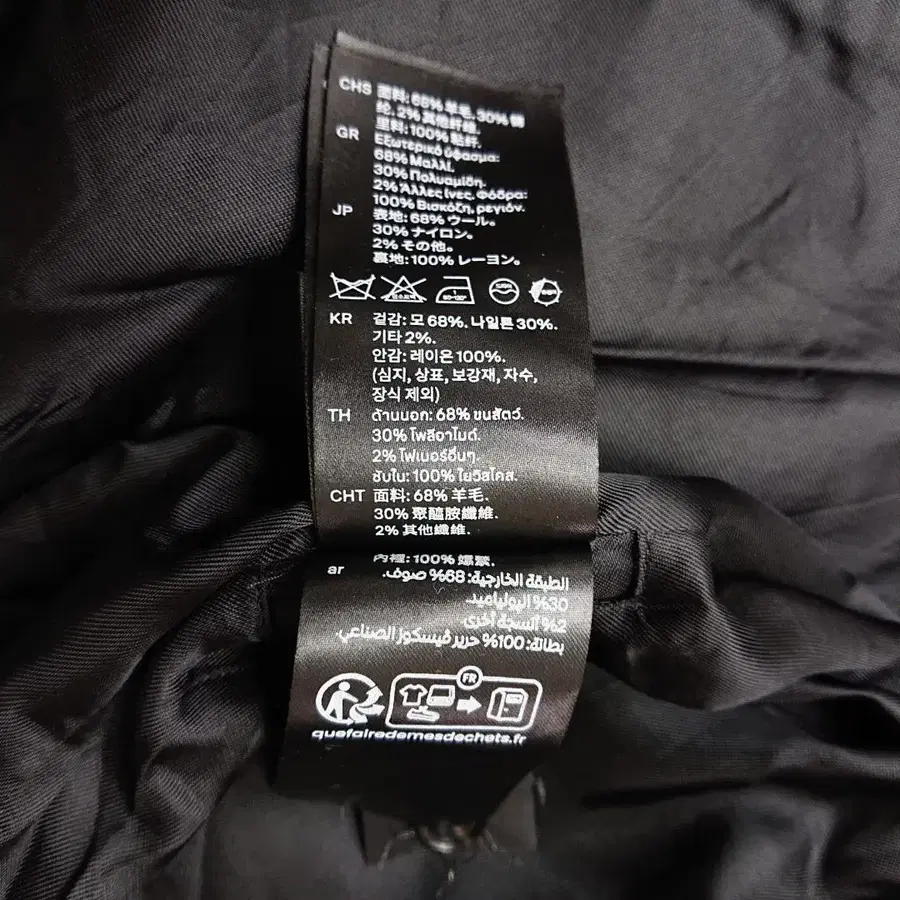 CHS 面料: 68% 羊毛. 30% 锦
纶. 2% 其他纤维.
里料: 100% 黏纤.
GR Εξωτερικό ύφασμα:
68% Μαλλί.
30% Πολυαμίδη.
2% Άλλες ίνες. Φόδρα:
100% Βισκόζη, ρεγιόν.
JP 表地: 68% ウール。
30% ナイロン。
2% その他。
裏地: 100% レーヨン。
KR 겉감: 모 68%. 나일론 30%.
기타 2%.
안감: 레이온 100%.
(심지, 상표, 보강재, 자수,
장식 제외)
TH ด้านนอก: 68% ขนสัตว์.
30% โพลีอาไมด์.
2% ไฟเบอร์อื่นๆ.
ซับใน: 100% ใยวิสโคส.
CHT 面料: 68% 羊毛.
30% 聚醯胺纖維.
2% 其他纖維.
內裡: 100% 嫘縈.
ar الطبقة الخارجية: 68% صوف.
30% البولياميد.
2% أنسجة أخرى.
بطانة: 100% حرير فيسكوز الصناعي.
FR
quefairedemesdechets.fr